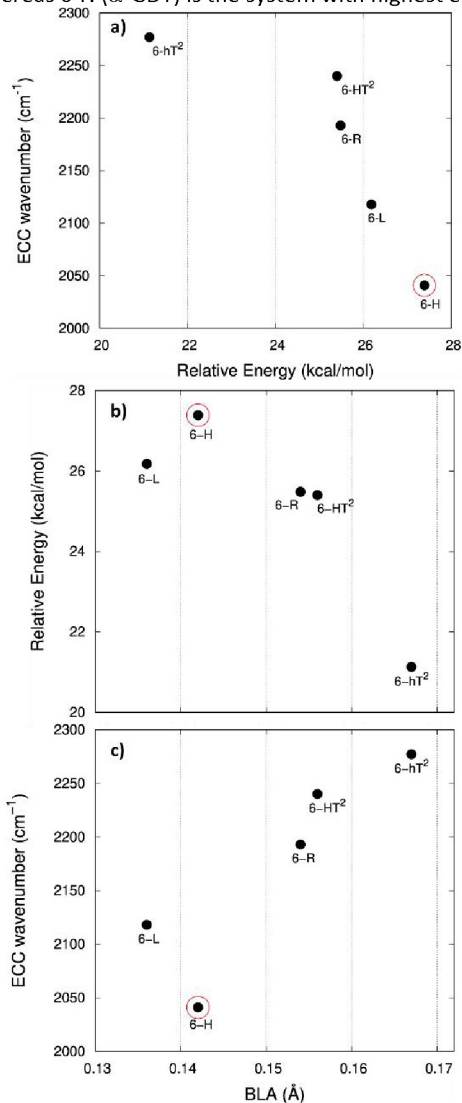 (α-GDY) is the system with highest e
a)
6-hT²
6-HT²
6-R
6-L
6-H
ECC wavenumber (cm⁻¹)
2300
2250
2200
2150
2100
2050
2000
20 22 24 26 28
Relative Energy (kcal/mol)
b)
6–H
6–L
6–R 6–HT²
6–hT²
Relative Energy (kcal/mol)
28
26
24
22
20
c)
6–hT²
6–HT²
6–R
6–L
6–H
ECC wavenumber (cm⁻¹)
2300
2250
2200
2150
2100
2050
2000
0.13 0.14 0.15 0.16 0.17
BLA (Å)